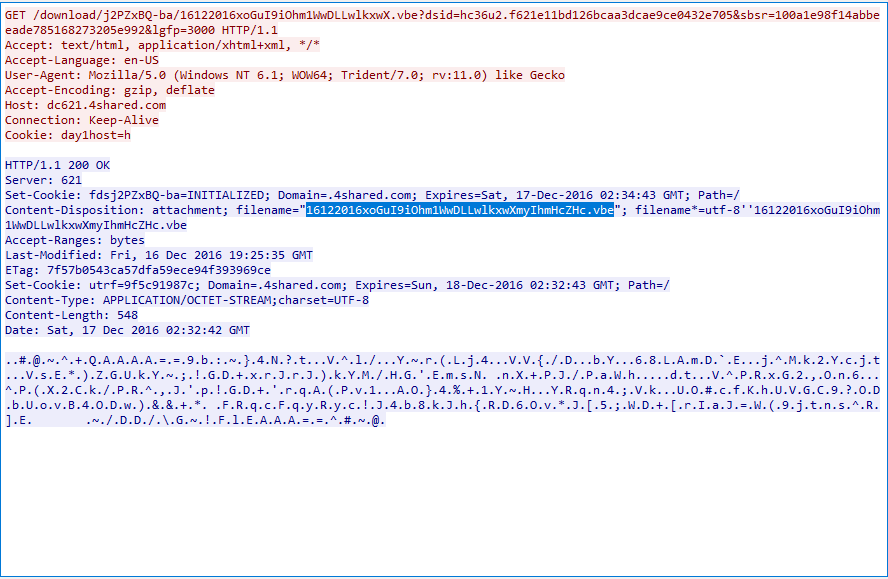 GET /download/j2PZxBQ-ba/16122016xoGuI9iOhm1WwDLLwlkxwX.vbe?dsid=hc36u2.f621e11bd126bcaa3dcae9ce0432e705&sbsr=100a1e98f14abbe
eade785168273205e992&lgfp=3000 HTTP/1.1
Accept: text/html, application/xhtml+xml, */*
Accept-Language: en-US
User-Agent: Mozilla/5.0 (Windows NT 6.1; WOW64; Trident/7.0; rv:11.0) like Gecko
Accept-Encoding: gzip, deflate
Host: dc621.4shared.com
Connection: Keep-Alive
Cookie: day1host=h
HTTP/1.1 200 OK
Server: 621
Set-Cookie: fdsj2PZxBQ-ba=INITIALIZED; Domain=.4shared.com; Expires=Sat, 17-Dec-2016 02:34:43 GMT; Path=/
Content-Disposition: attachment; filename="16122016xoGuI9iOhm1WwDLLwlkxwXmyIhmHcZHc.vbe"; filename*=utf-8''16122016xoGuI9iOhm
1WwDLLwlkxwXmyIhmHcZHc.vbe
Accept-Ranges: bytes
Last-Modified: Fri, 16 Dec 2016 19:25:35 GMT
ETag: 7f57b0543ca57dfa59ece94f393969ce
Set-Cookie: utrf=9f5c91987c; Domain=.4shared.com; Expires=Sun, 18-Dec-2016 02:32:43 GMT; Path=/
Content-Type: APPLICATION/OCTET-STREAM;charset=UTF-8
Content-Length: 548
Date: Sat, 17 Dec 2016 02:32:42 GMT
..#.@.~.^.+.Q.A.A.A.A.=.=.9.b.:.~.}.4.N.?.t...V.^.l./...Y.~.r.(.L.j.4...V.V.{./.D...b.Y...6.8.L.A.m.D.`.E...j.^.M.k.2.Y.c.j.t
...V.s.E.*.).Z.G.U.k.Y.~.;.!.G.D.+.x.r.J.r.J.).k.Y.M./.H.G.'.E.m.s.N. .n.X.+.P.J./.P.a.W.h.....d.t...V.^.P.R.x.G.2.,.O.n.6...
.^.P.(.X.2.C.k./.P.R.^.,.J.'.p.!.G.D.+.'.r.q.A.(.P.v.1...A.O.}.4.%.+.1.Y.~.H...Y.R.q.n.4.;.V.k...U.O.#.c.f.K.h.U.V.G.C.9.?.O.D
.b.U.o.v.B.4.O.D.w.).&.&.+.*. .F.R.q.c.F.q.y.R.y.c.!.J.4.b.8.k.J.h.{.R.D.6.O.v.*.J.[.5.;.W.D.+.[.r.I.a.J.=.W.(.9.j.t.n.s.^.R.
].E. .~./.D.D./.\.G.~.!.F.l.E.A.A.A.=.=.^.#.~.@.